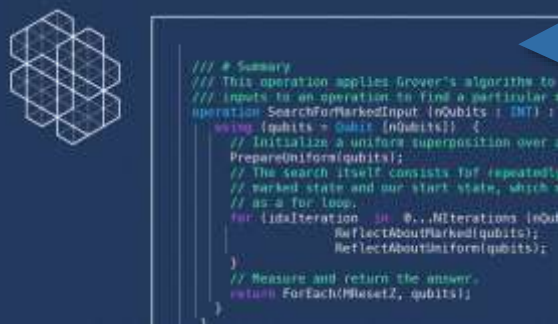 /// # Summary
/// This operation applies Grover's algorithm to
/// inputs to an operation to find a particular
operation SearchForMarkedInput (nQubits : INT) :
using (qubits = Qubit [nQubits]) {
// Initialize a uniform superposition over
PrepareUniform(qubits);
// The search itself consists fof repeatedly
// marked state and our start state, which
// as a for loop.
for (idxIteration in 0...NIterations (nQub
ReflectAboutMarked(qubits);
ReflectAboutUniform(qubits);
}
// Measure and return the answer.
return ForEach(MResetZ, qubits);
}
}